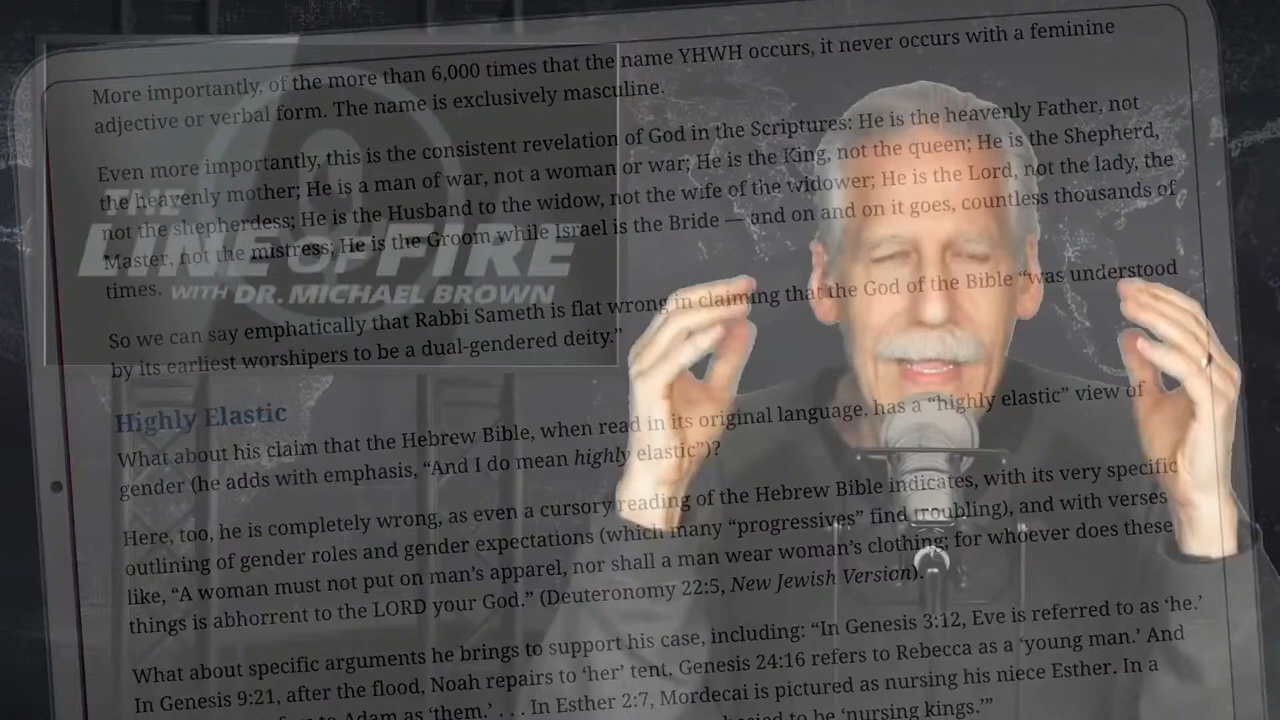 More importantly, of the more than 6,000 times that the name YHWH occurs, it never occurs with a feminine
adjective or verbal form. The name is exclusively masculine.
Even more importantly, this is the consistent revelation of God in the Scriptures: He is the heavenly Father, not
the heavenly mother; He is a man of war, not a woman or war; He is the King, not the queen; He is the Shepherd,
not the shepherdess; He is the Husband to the widow, not the wife of the widower; He is the Lord, not the lady, the
Master, not the mistress; He is the Groom while Israel is the Bride — and on and on it goes, countless thousands of
times.
So we can say emphatically that Rabbi Sameth is flat wrong in claiming that the God of the Bible “was understood
by its earliest worshipers to be a dual-gendered deity.”
Highly Elastic
What about his claim that the Hebrew Bible, when read in its original language, has a “highly elastic” view of
gender (he adds with emphasis, “And I do mean highly elastic”)?
Here, too, he is completely wrong, as even a cursory reading of the Hebrew Bible indicates, with its very specific
outlining of gender roles and gender expectations (which many “progressives” find troubling), and with verses
like, “A woman must not put on man’s apparel, nor shall a man wear woman’s clothing; for whoever does these
things is abhorrent to the LORD your God.” (Deuteronomy 22:5, New Jewish Version).
What about specific arguments he brings to support his case, including: “In Genesis 3:12, Eve is referred to as ‘he.’
In Genesis 9:21, after the flood, Noah repairs to ‘her’ tent. Genesis 24:16 refers to Rebecca as a ‘young man.’ And
to Adam as ‘them.’ . . . In Esther 2:7, Mordecai is pictured as nursing his niece Esther. In a
to be ‘nursing kings.’”
THE
LINE OF FIRE
WITH DR. MICHAEL BROWN